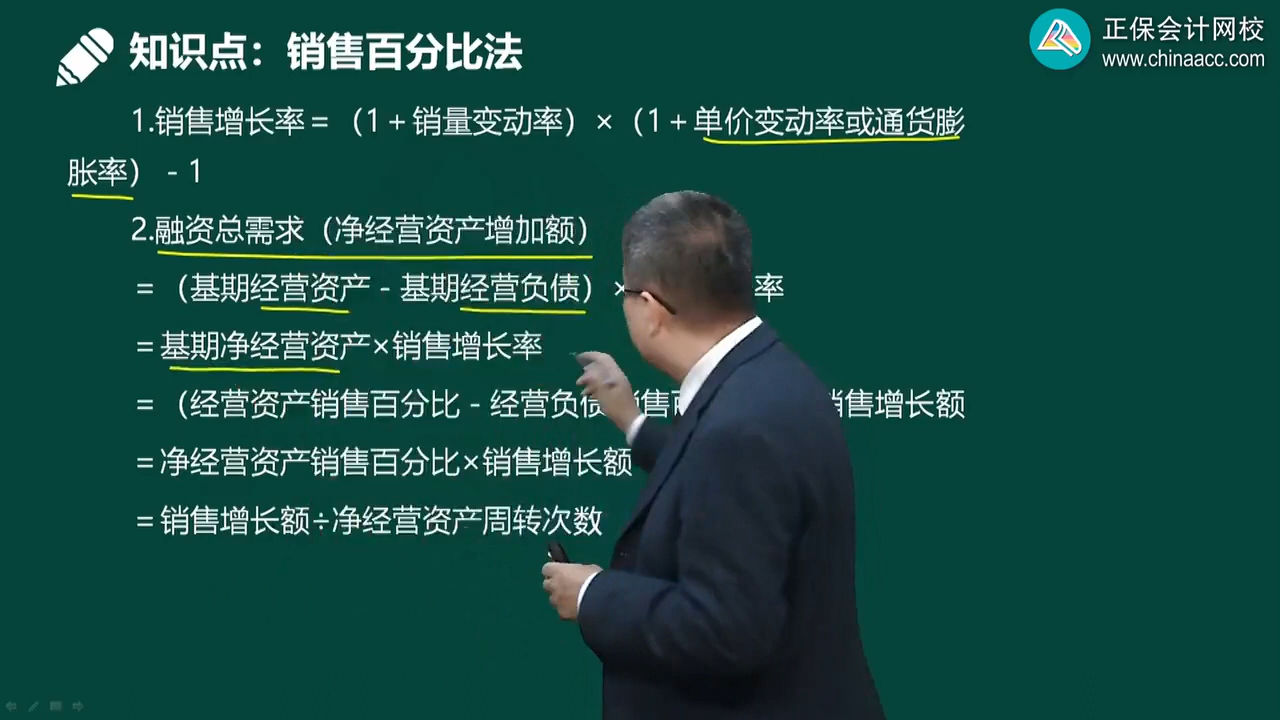 知识点：销售百分比法
正保会计网校
www.chinaacc.com
1.销售增长率＝（1＋销量变动率）×（1＋单价变动率或通货膨
胀率）－1
2.融资总需求（净经营资产增加额）
＝（基期经营资产－基期经营负债）× 率
＝基期净经营资产×销售增长率
＝（经营资产销售百分比－经营负债销售 销售增长额
＝净经营资产销售百分比×销售增长额
＝销售增长额÷净经营资产周转次数